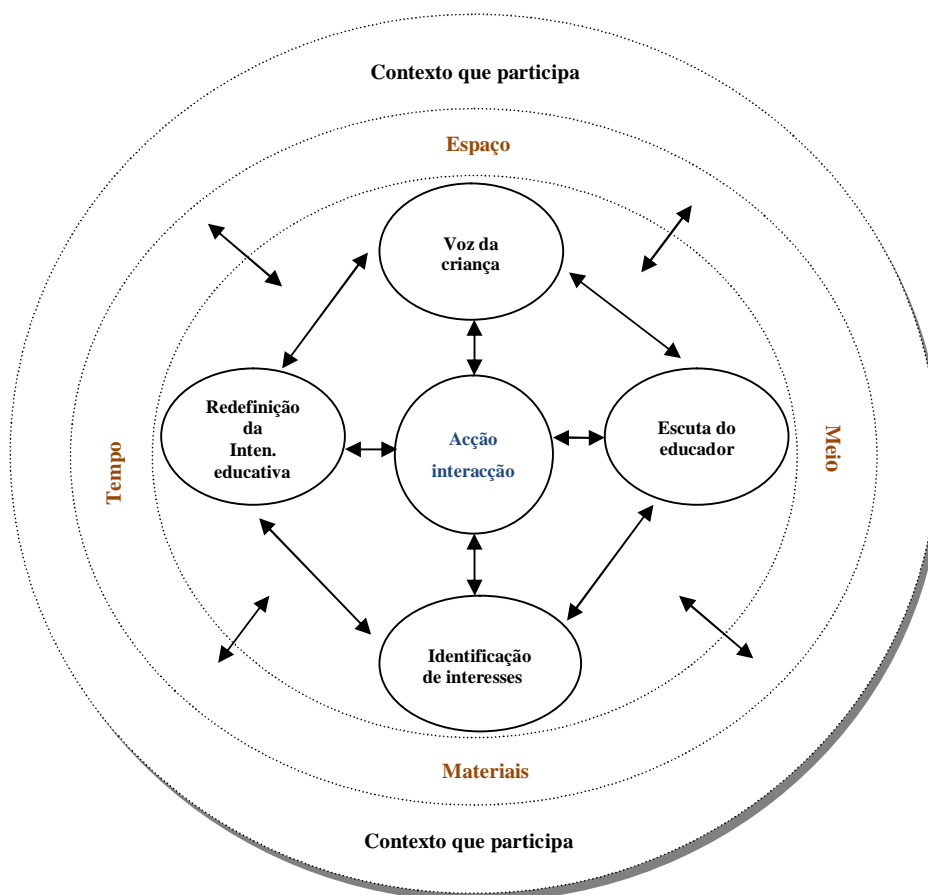 Contexto que participa
Espaço
Voz da
criança
Redefinição
da
Inten.
educativa
Acção
interacção
Escuta do
educador
Tempo
Meio
Identificação
de interesses
Materiais
Contexto que participa